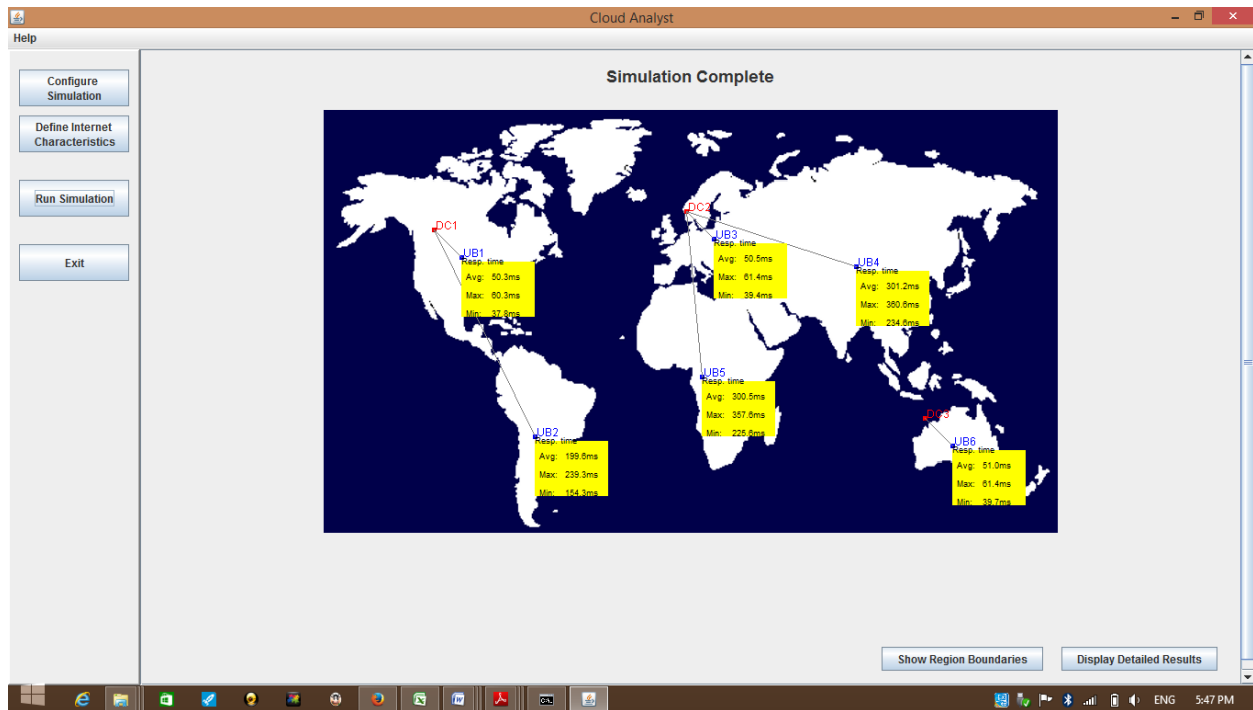 Cloud Analyst
Help
Configure
Simulation
Define Internet
Characteristics
Run Simulation
Exit
Simulation Complete
DC1
UB1
Resp. time
Avg: 50.3ms
Max: 60.3ms
Min: 37.8ms
UB2
Resp. time
Avg: 199.6ms
Max: 239.3ms
Min: 154.3ms
DC2
UB3
Resp. time
Avg: 50.5ms
Max: 61.4ms
Min: 39.4ms
UB4
Resp. time
Avg: 301.2ms
Max: 360.6ms
Min: 234.6ms
UB5
Resp. time
Avg: 300.5ms
Max: 357.6ms
Min: 225.6ms
DC3
UB6
Resp. time
Avg: 51.0ms
Max: 61.4ms
Min: 39.7ms
Show Region Boundaries
Display Detailed Results
ENG
5:47 PM